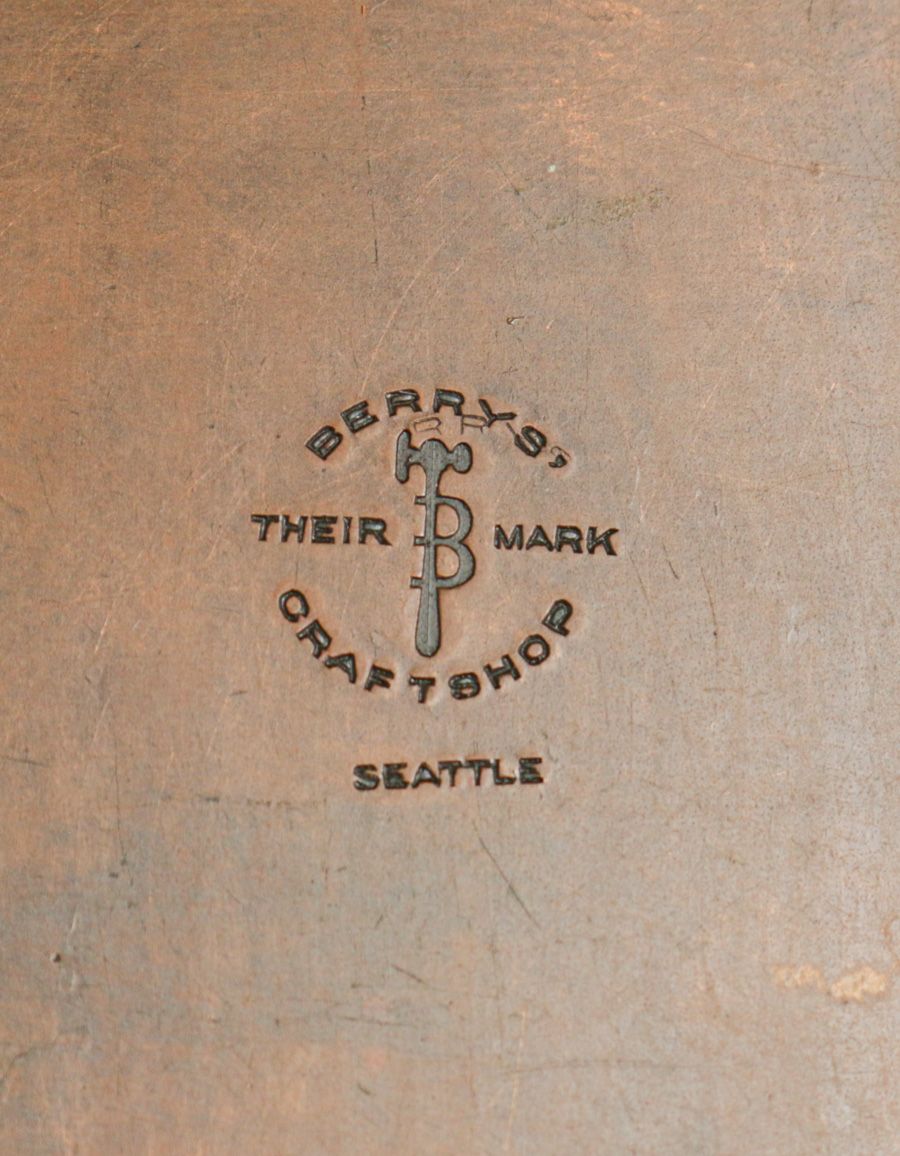 BERRYS'
THEIR B MARK
CRAFTSHOP
SEATTLE